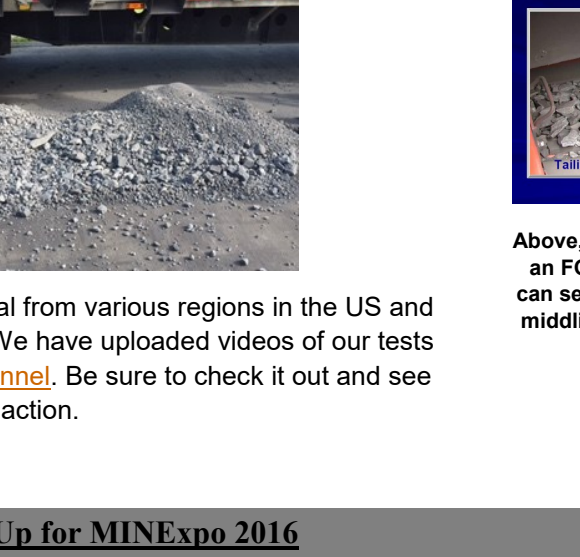 Taili
Above,
an F
can se
middli
al from various regions in the US and
We have uploaded videos of our tests
nnel. Be sure to check it out and see
action.
Up for MINExpo 2016